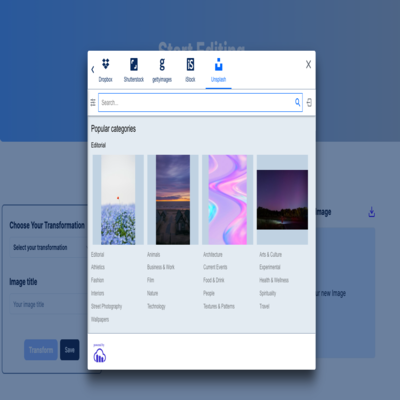 Start Editing
Dropbox
Shutterstock
gettyimages
iStock
Unsplash
Search...
Popular categories
Editorial
Editorial Animals Architecture Arts & Culture
Athletics Business & Work Current Events Experimental
Fashion Film Food & Drink Health & Wellness
Interiors Nature People Spirituality
Street Photography Technology Textures & Patterns Travel
Wallpapers
powered by
Choose Your Transformation
Select your transformation
Image title
Your image title
Transform
Save
Image
new Image